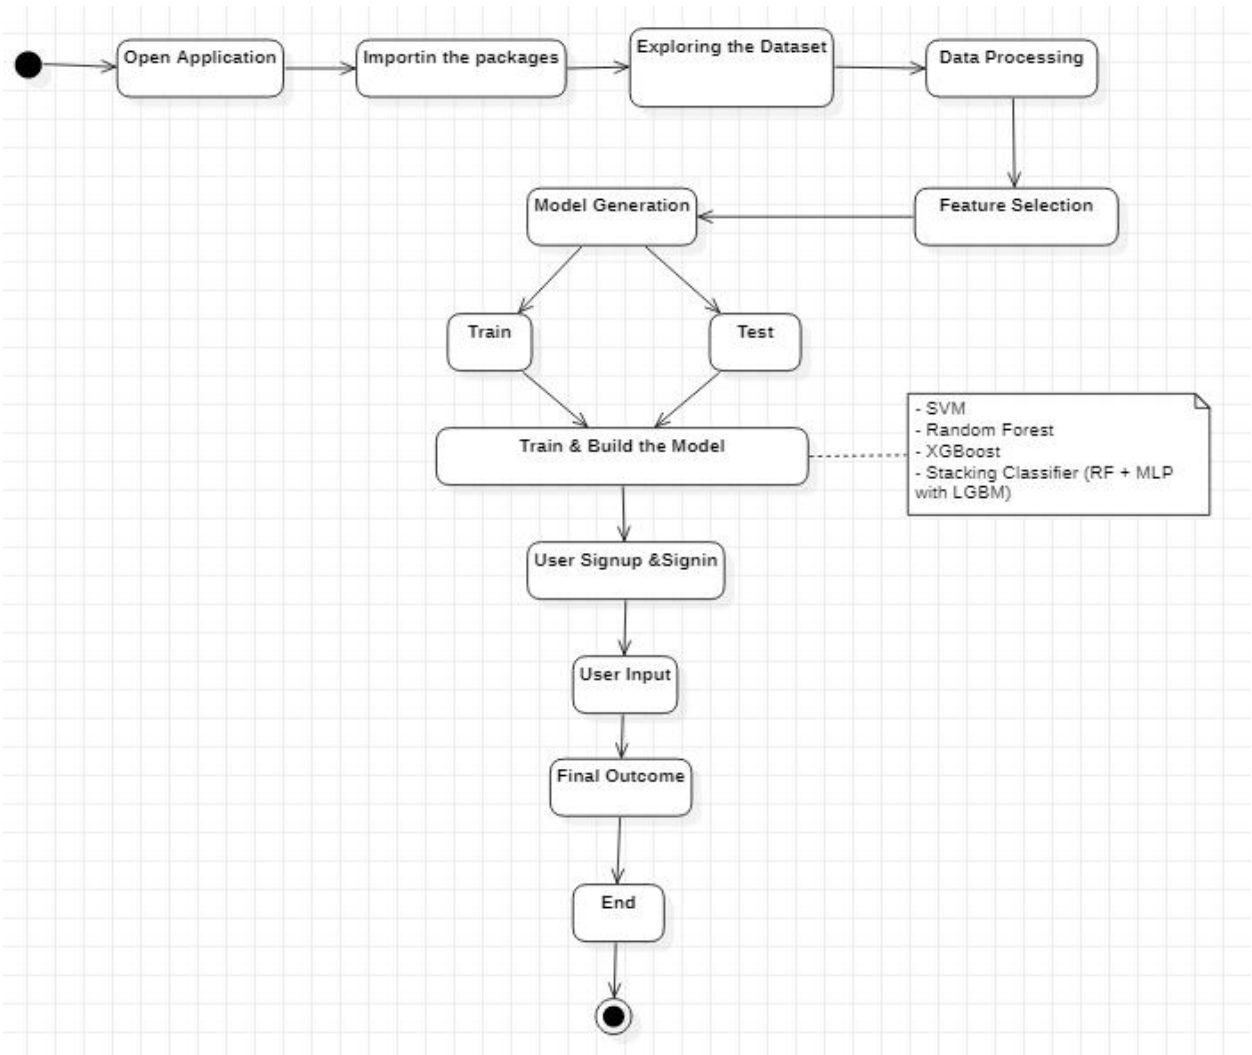 Open Application
Importin the packages
Exploring the Dataset
Data Processing
Model Generation
Feature Selection
Train
Test
- SVM
- Random Forest
- XGBoost
- Stacking Classifier (RF + MLP
with LGBM)
Train & Build the Model
User Signup &Signin
User Input
Final Outcome
End